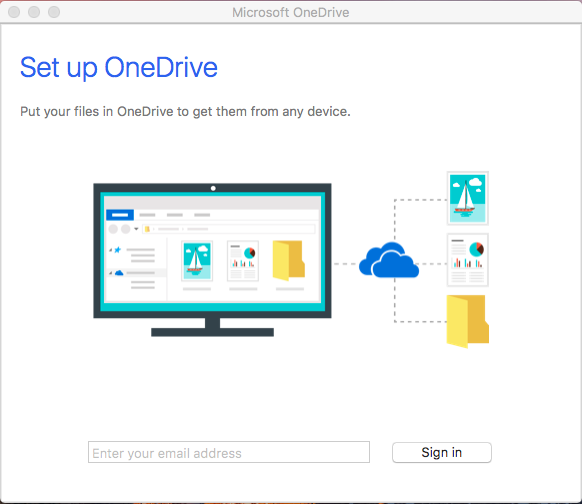 Microsoft OneDrive
Set up OneDrive
Put your files in OneDrive to get them from any device.
Enter your email address
Sign in